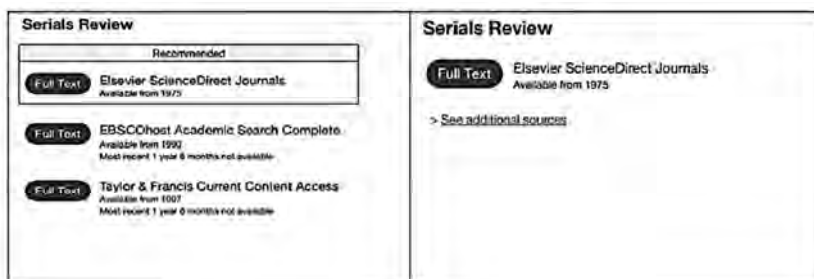 Serials Review
Recommended
Full Text
Elsevier ScienceDirect Journals
Available from 1975
Full Text
EBSCOhost Academic Search Complete
Available from 1992
Most recent 1 year 6 months not available
Full Text
Taylor & Francis Current Content Access
Available from 1997
Most recent 1 year 6 months not available
Serials Review
Full Text
Elsevier ScienceDirect Journals
Available from 1975
> See additional sources